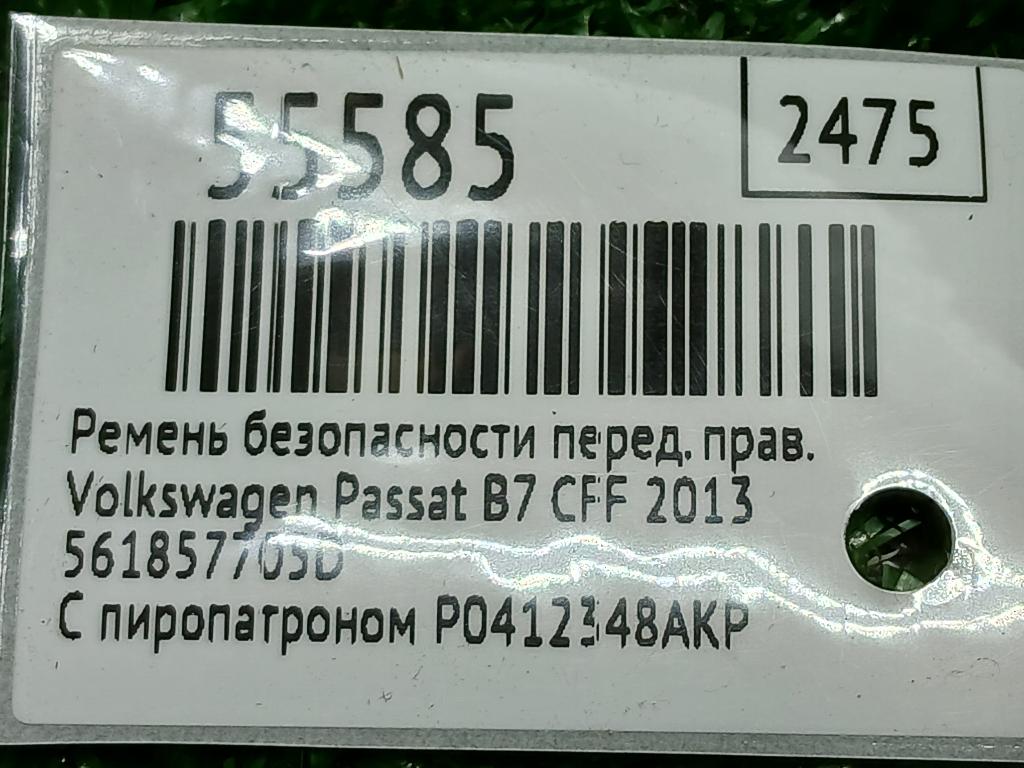 55585
2475
Ремень безопасности перед. прав.
Volkswagen Passat B7 CFF 2013
561857705D
С пиропатроном P0412348AKP